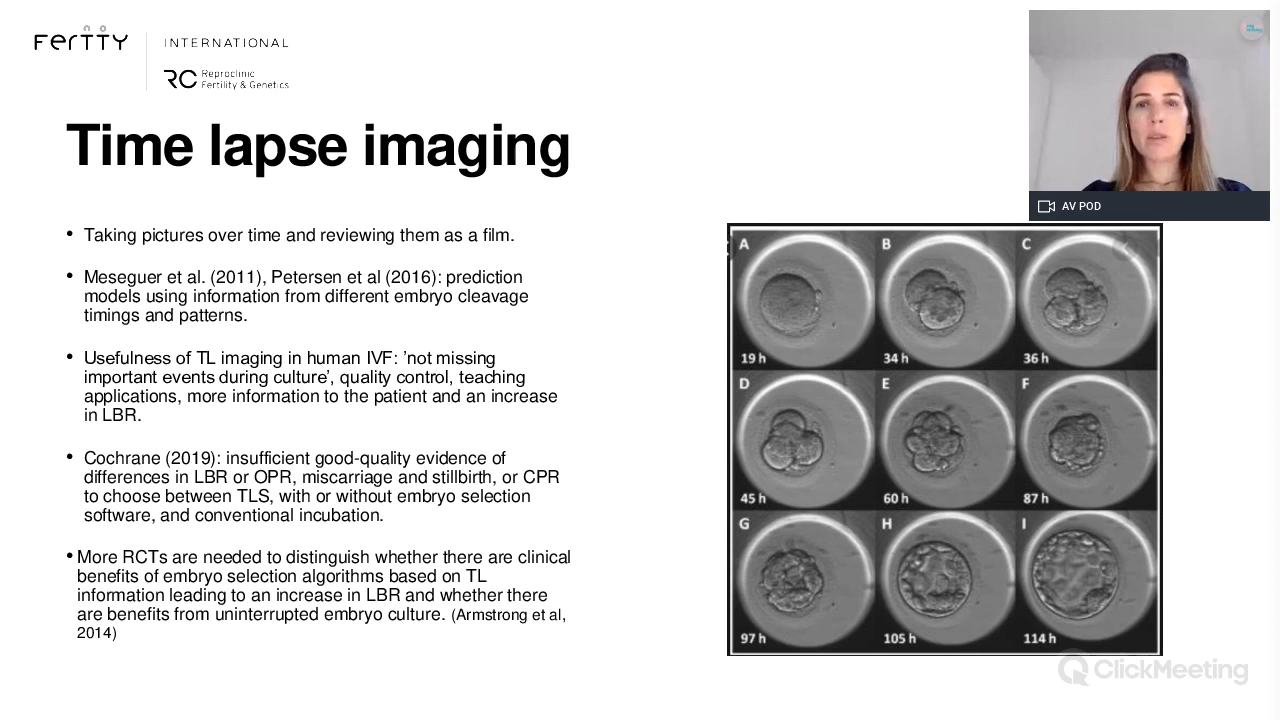 FERTTY
INTERNATIONAL
RC Reproclinic
Fertility & Genetics
Time lapse imaging
AV POD
• Taking pictures over time and reviewing them as a film.
• Meseguer et al. (2011), Petersen et al (2016): prediction
models using information from different embryo cleavage
timings and patterns.
• Usefulness of TL imaging in human IVF: ’not missing
important events during culture’, quality control, teaching
applications, more information to the patient and an increase
in LBR.
• Cochrane (2019): insufficient good-quality evidence of
differences in LBR or OPR, miscarriage and stillbirth, or CPR
to choose between TLS, with or without embryo selection
software, and conventional incubation.
• More RCTs are needed to distinguish whether there are clinical
benefits of embryo selection algorithms based on TL
information leading to an increase in LBR and whether there
are benefits from uninterrupted embryo culture. (Armstrong et al,
2014)
A B C
19 h 34 h 36 h
D E F
45 h 60 h 87 h
G H I
97 h 105 h 114 h
ClickMeeting